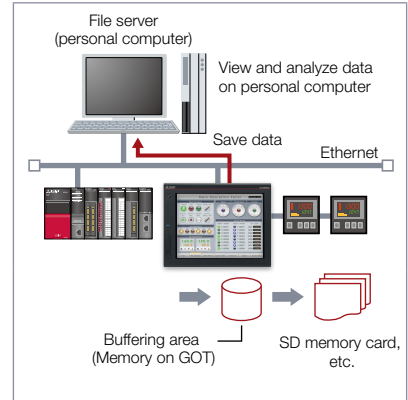 File server
(personal computer)
View and analyze data
on personal computer
Save data
Ethernet
Buffering area
(Memory on GOT)
SD memory card,
etc.